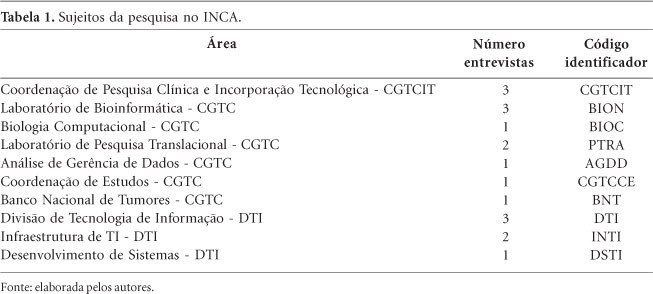 Tabela 1. Sujeitos da pesquisa no INCA.
Área Número entrevistas Código identificador
Coordenação de Pesquisa Clínica e Incorporação Tecnológica - CGTCIT 3 CGTCIT
Laboratório de Bioinformática - CGTC 3 BION
Biologia Computacional - CGTC 1 BIOC
Laboratório de Pesquisa Translacional - CGTC 2 PTRA
Análise de Gerência de Dados - CGTC 1 AGDD
Coordenação de Estudos - CGTC 1 CGTCCE
Banco Nacional de Tumores - CGTC 1 BNT
Divisão de Tecnologia de Informação - DTI 3 DTI
Infraestrutura de TI - DTI 2 INTI
Desenvolvimento de Sistemas - DTI 1 DSTI
Fonte: elaborada pelos autores.